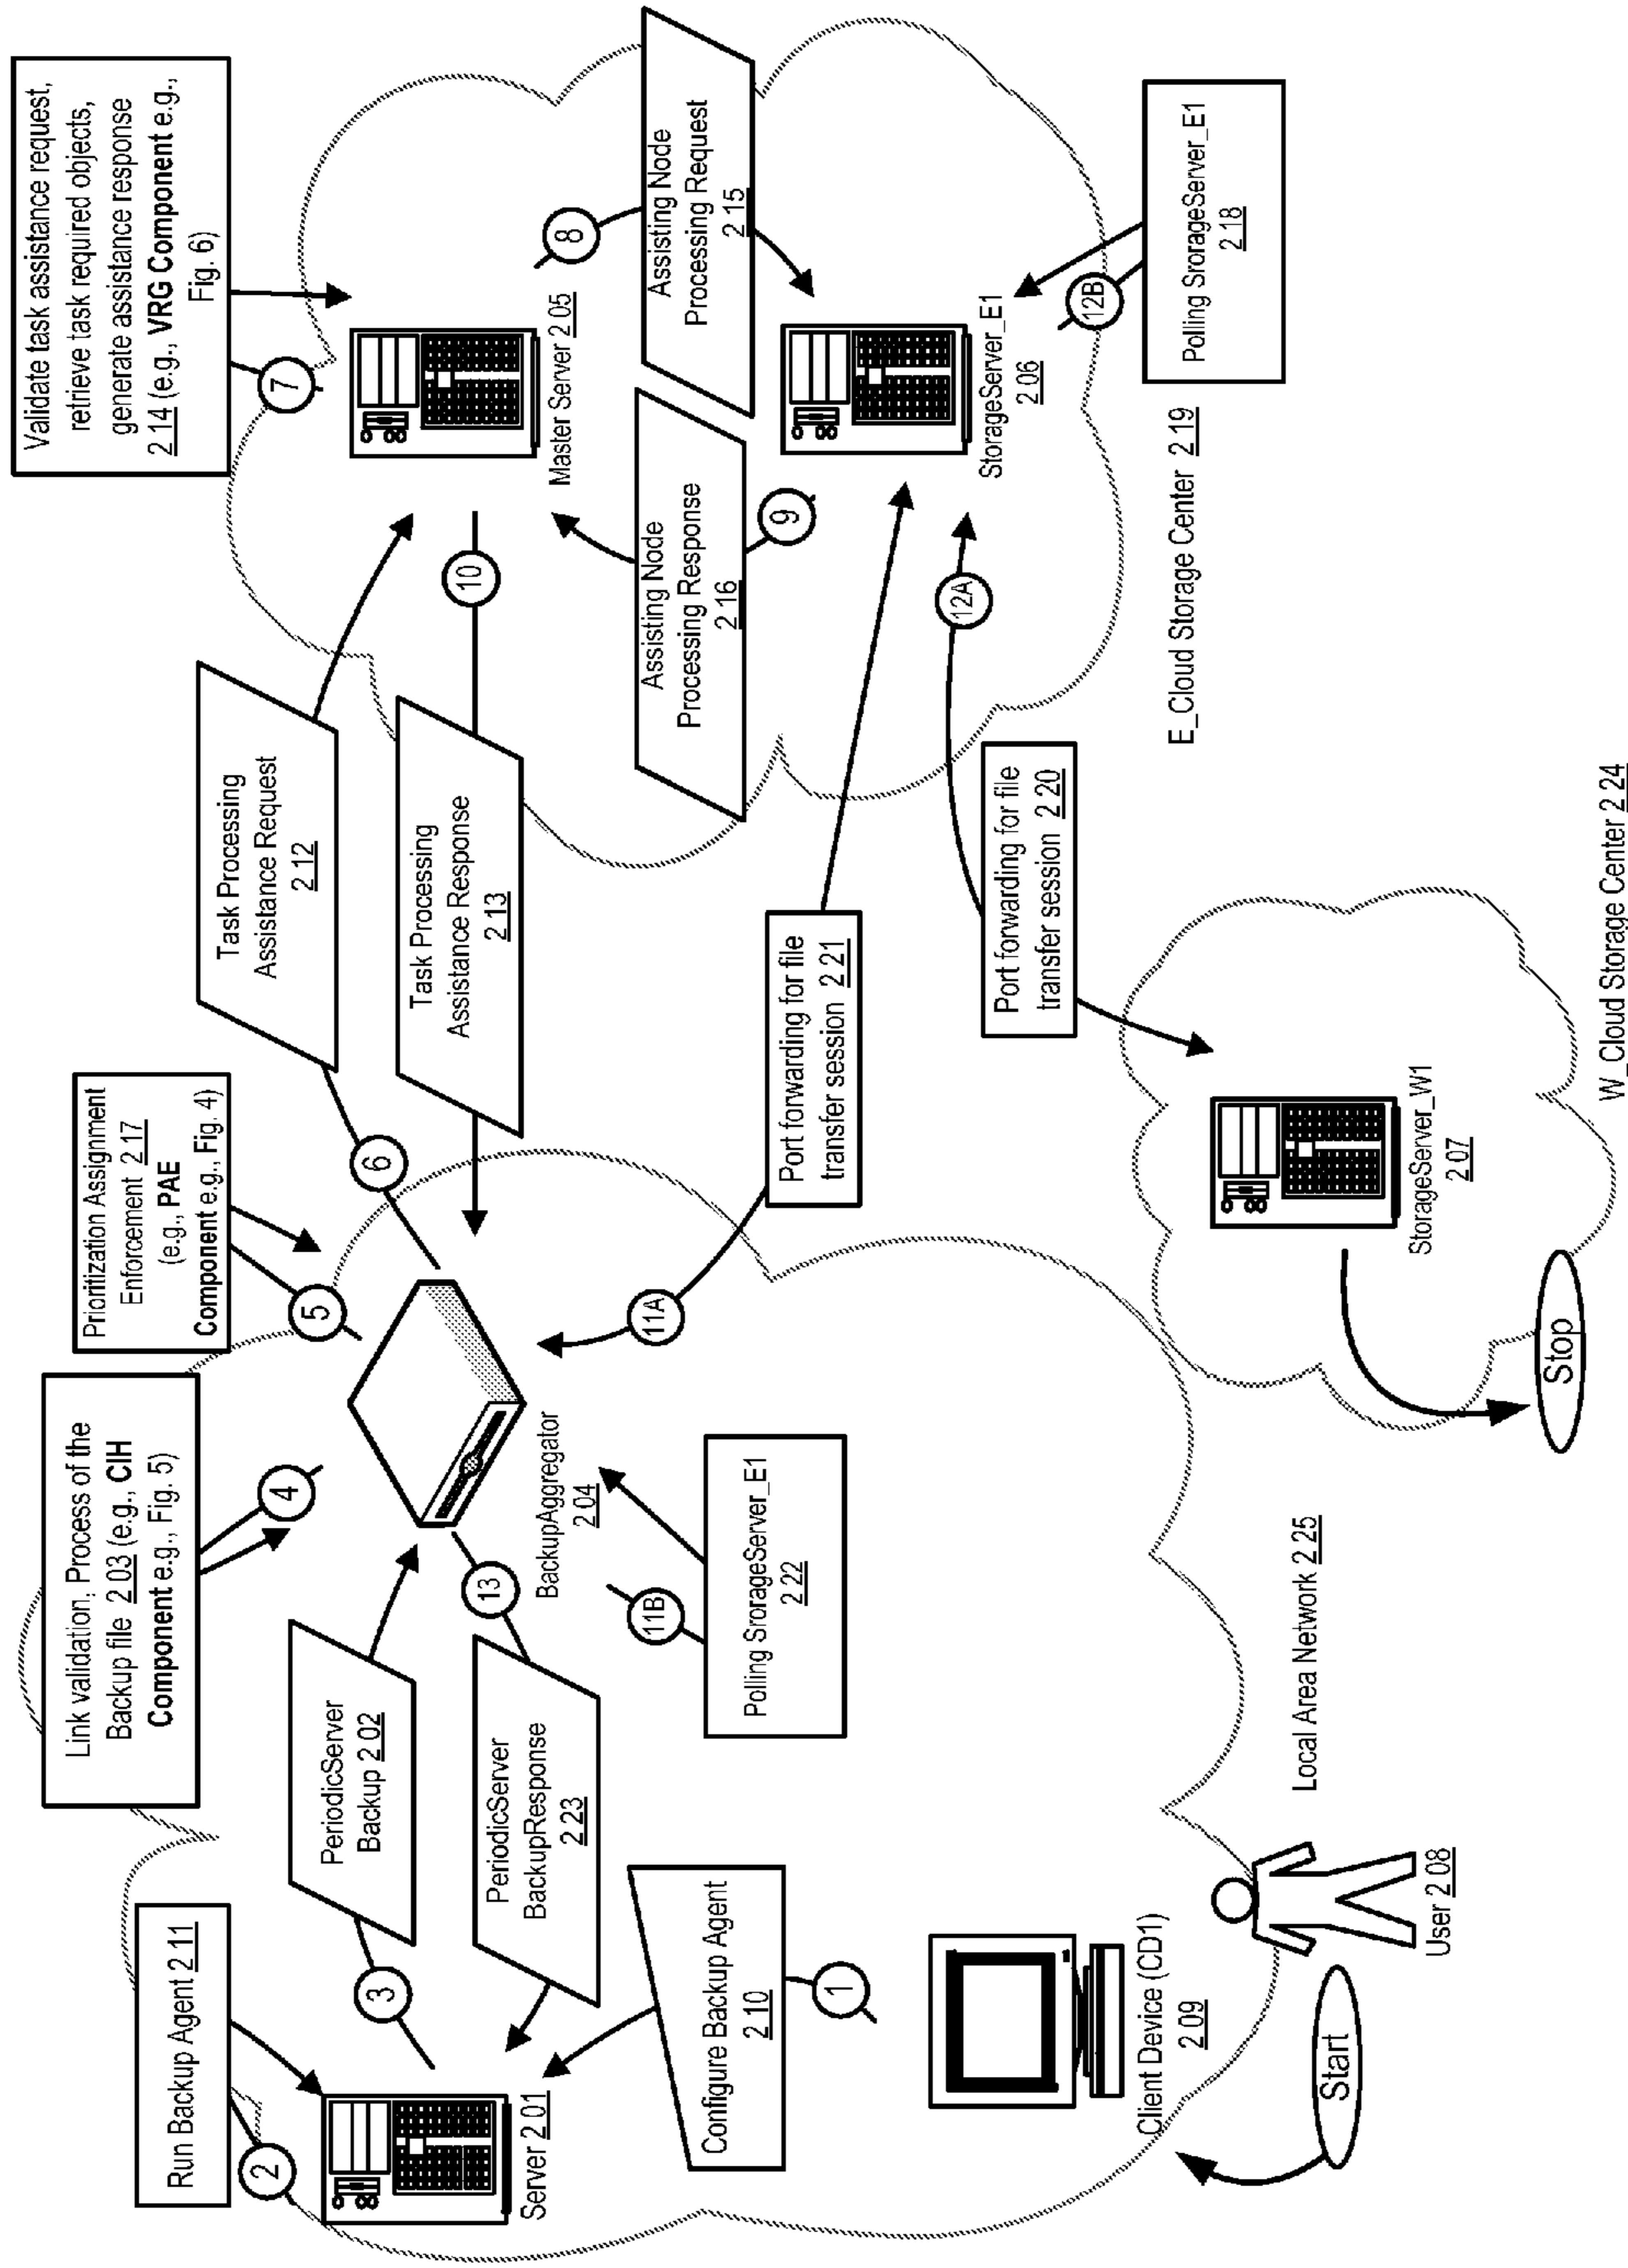 Run Backup Agent 2 11
2
Server 2 01
3
PeriodicServer
Backup 2 02
PeriodicServer
BackupResponse
2 23
13
Configure Backup Agent
2 10
1
Client Device (CD1)
2 09
Start
User 2 08
Local Area Network 2 25
Link validation, Process of the
Backup file 2 03 (e.g., CIH
Component e.g., Fig. 5)
4
Prioritization Assignment
Enforcement 2 17
(e.g., PAE
Component e.g., Fig. 4)
5
BackupAggregator
2 04
11B
Polling SrorageServer_E1
2 22
11A
Port forwarding for file
transfer session 2 21
6
Task Processing
Assistance Request
2 12
Task Processing
Assistance Response
2 13
10
Validate task assistance request,
retrieve task required objects,
generate assistance response
2 14 (e.g., VRG Component e.g.,
Fig. 6)
7
Master Server 2 05
8
Assisting Node
Processing Request
2 15
Assisting Node
Processing Response
2 16
9
StorageServer_E1
2 06
12A
12B
Polling SrorageServer_E1
2 18
E_Cloud Storage Center 2 19
Port forwarding for file
transfer session 2 20
StorageServer_W1
2 07
Stop
W_Cloud Storage Center 2 24